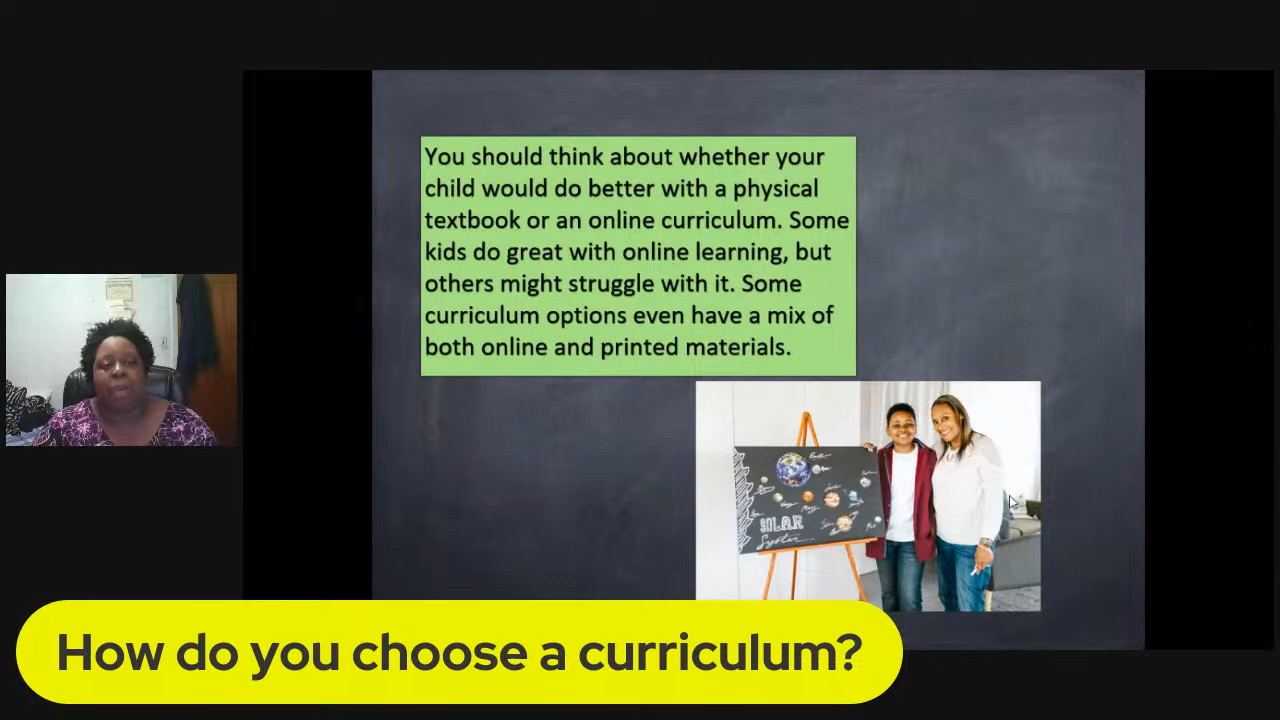 You should think about whether your
child would do better with a physical
textbook or an online curriculum. Some
kids do great with online learning, but
others might struggle with it. Some
curriculum options even have a mix of
both online and printed materials.
SOLAR
System
How do you choose a curriculum?